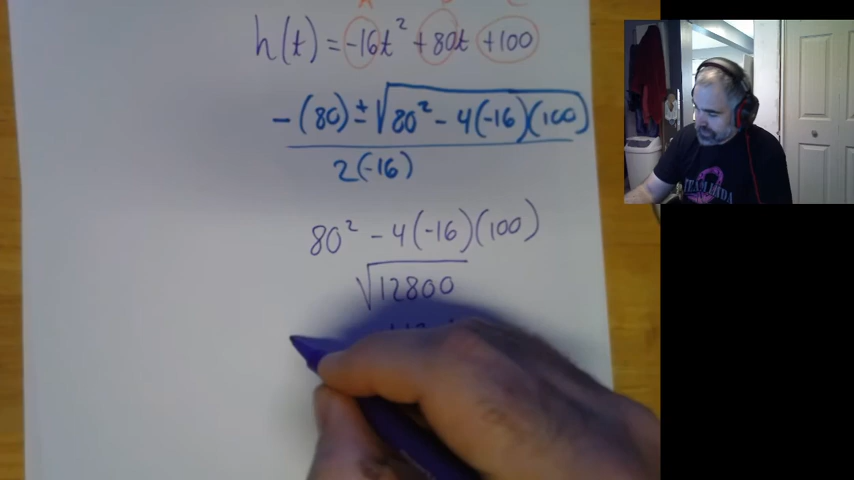 h(t) = -16t² + 80t + 100
-(80) ± √80² - 4(-16)(100)
2(-16)
80² - 4(-16)(100)
√12800